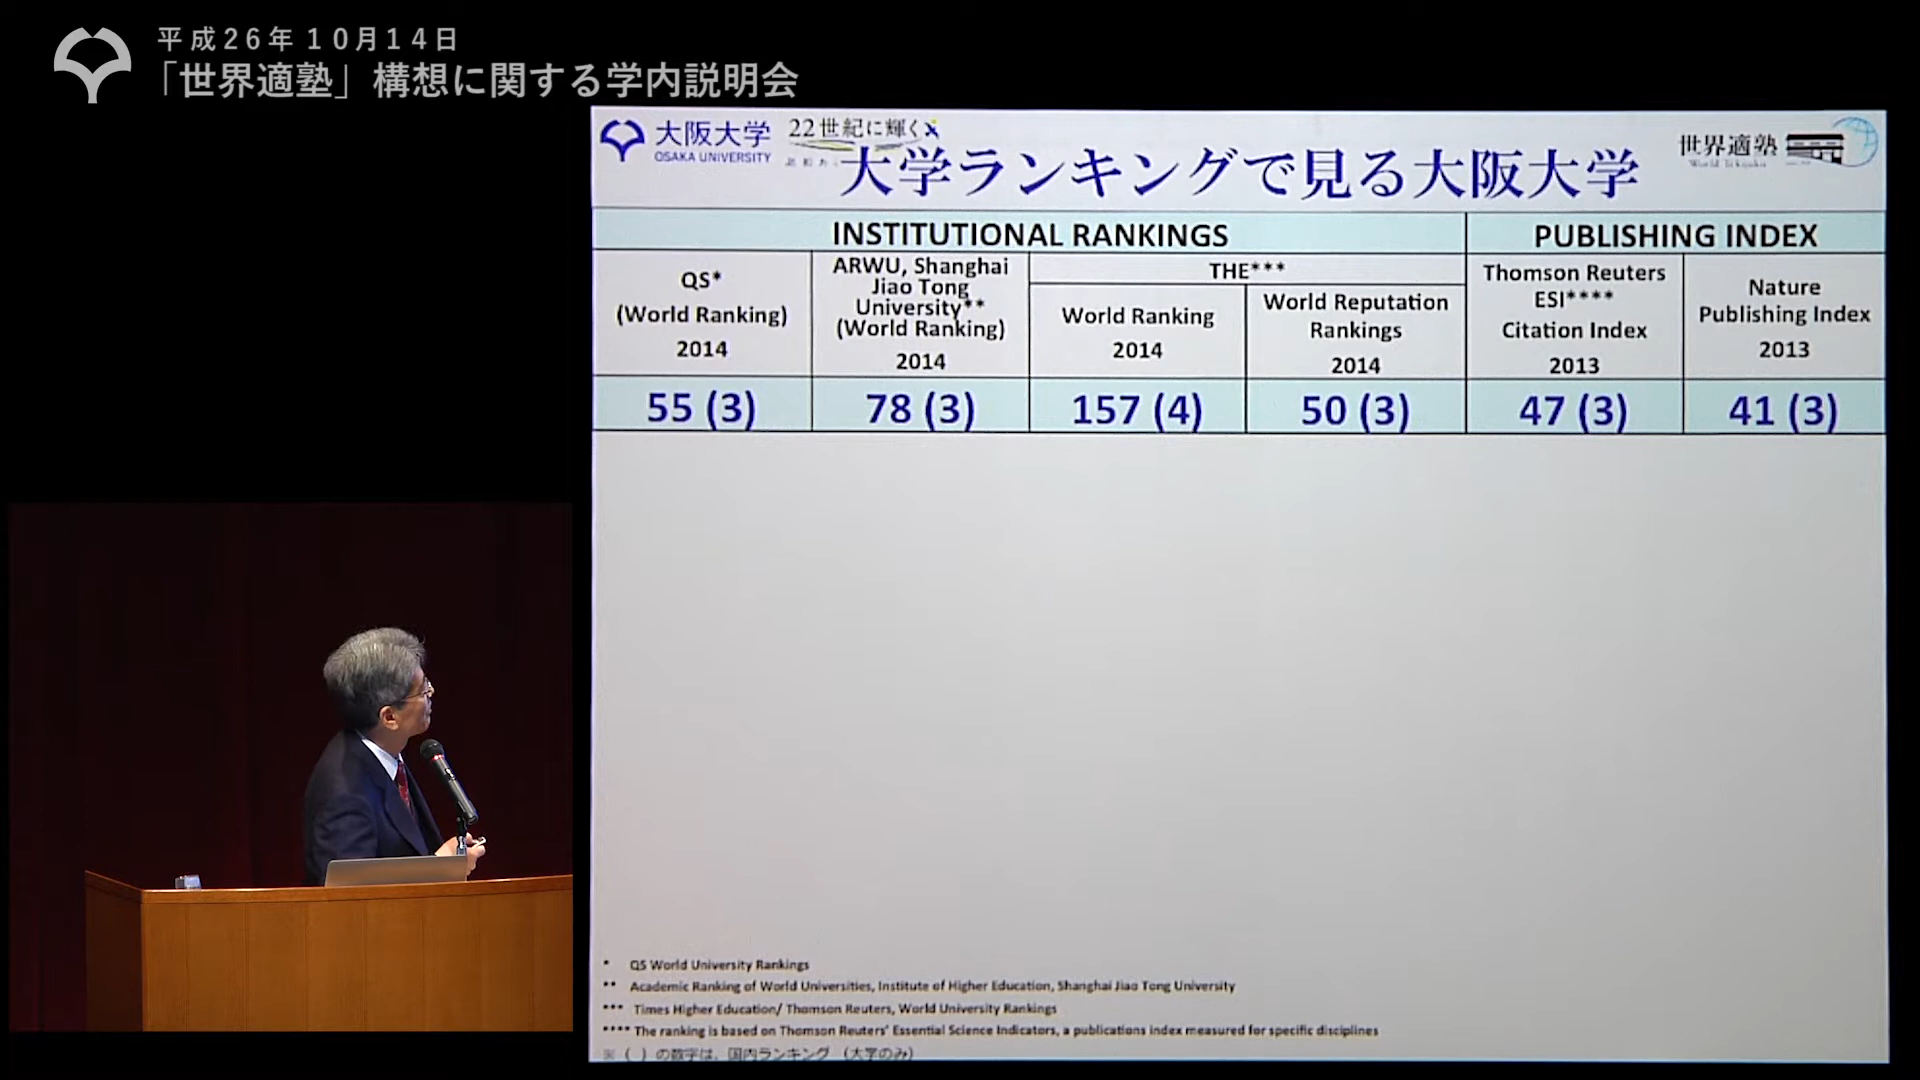 平成26年10月14日
「世界適塾」構想に関する学内説明会
大阪大学
OSAKA UNIVERSITY
22世紀に輝く
世界適塾
World Tekijuku
大学ランキングで見る大阪大学
INSTITUTIONAL RANKINGS
PUBLISHING INDEX
QS*
(World Ranking)
2014
ARWU, Shanghai
Jiao Tong
University**
(World Ranking)
2014
THE***
World Ranking
2014
World Reputation
Rankings
2014
Thomson Reuters
ESI****
Citation Index
2013
Nature
Publishing Index
2013
55 (3)
78 (3)
157 (4)
50 (3)
47 (3)
41 (3)
* QS World University Rankings
** Academic Ranking of World Universities, Institute of Higher Education, Shanghai Jiao Tong University
*** Times Higher Education/ Thomson Reuters, World University Rankings
**** The ranking is based on Thomson Reuters' Essential Science Indicators, a publications index measured for specific disciplines
※（ ）の数字は、国内ランキング （大学のみ）